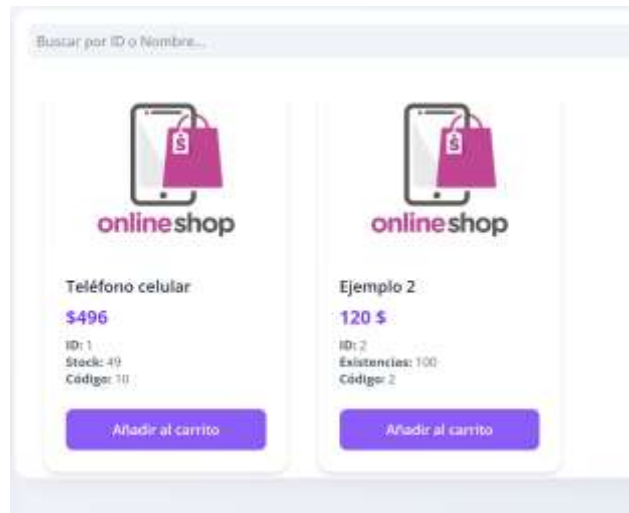 Buscar por ID o Nombre...
$
onlineshop
Teléfono celular
$496
ID: 1
Stock: 49
Código: 10
Añadir al carrito
$
onlineshop
Ejemplo 2
120 $
ID: 2
Existencias: 100
Código: 2
Añadir al carrito